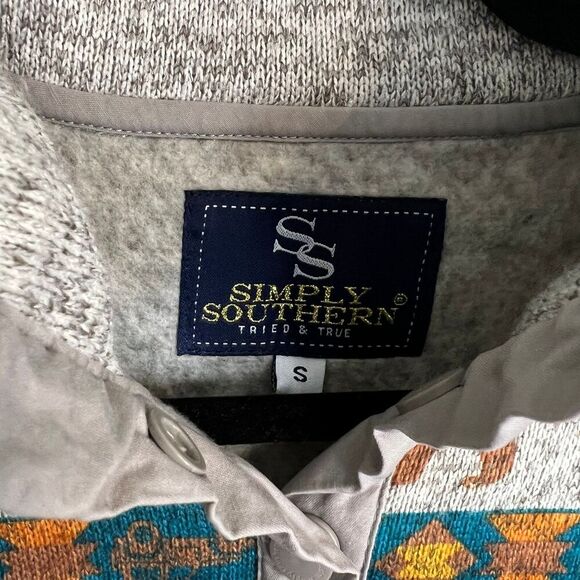 SS
SIMPLY
SOUTHERN®
TRIED & TRUE
S